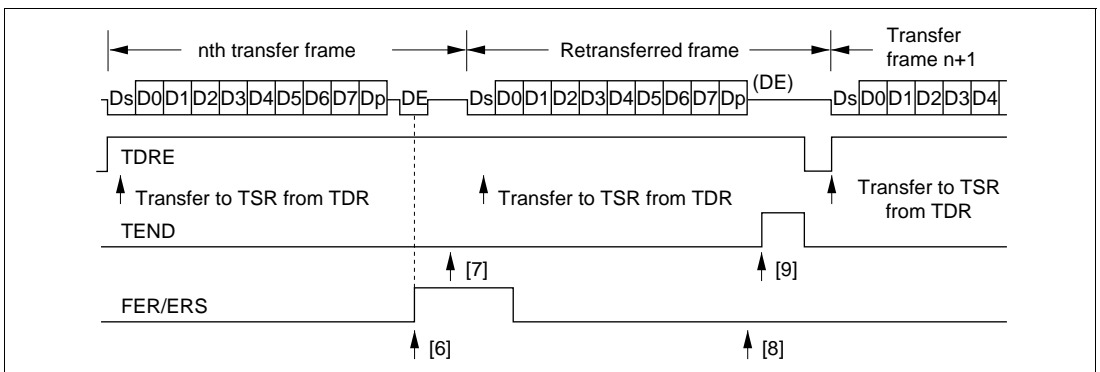 nth transfer frame
Retransferred frame
Transfer
frame n+1
Ds D0 D1 D2 D3 D4 D5 D6 D7 Dp DE Ds D0 D1 D2 D3 D4 D5 D6 D7 Dp (DE) Ds D0 D1 D2 D3 D4
TDRE
Transfer to TSR from TDR
Transfer to TSR from TDR
Transfer to TSR
from TDR
TEND
[7]
[9]
FER/ERS
[6]
[8]